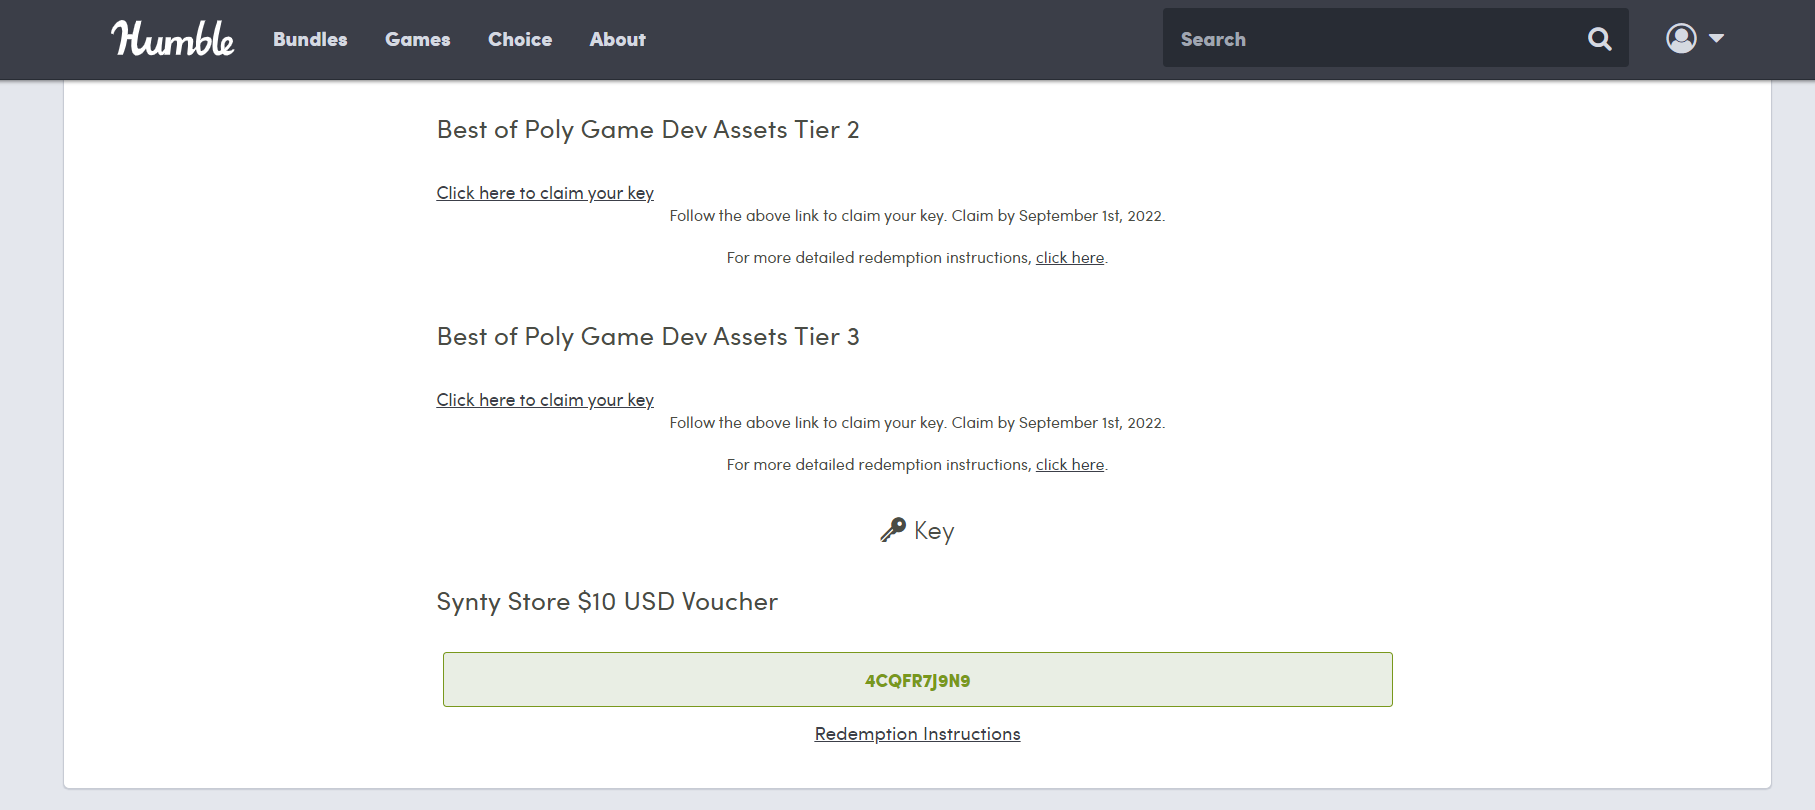 Humble Bundles Games Choice About Search
Best of Poly Game Dev Assets Tier 2
Click here to claim your key
Follow the above link to claim your key. Claim by September 1st, 2022.
For more detailed redemption instructions, click here.
Best of Poly Game Dev Assets Tier 3
Click here to claim your key
Follow the above link to claim your key. Claim by September 1st, 2022.
For more detailed redemption instructions, click here.
Key
Synty Store $10 USD Voucher
4CQFR7J9N9
Redemption Instructions